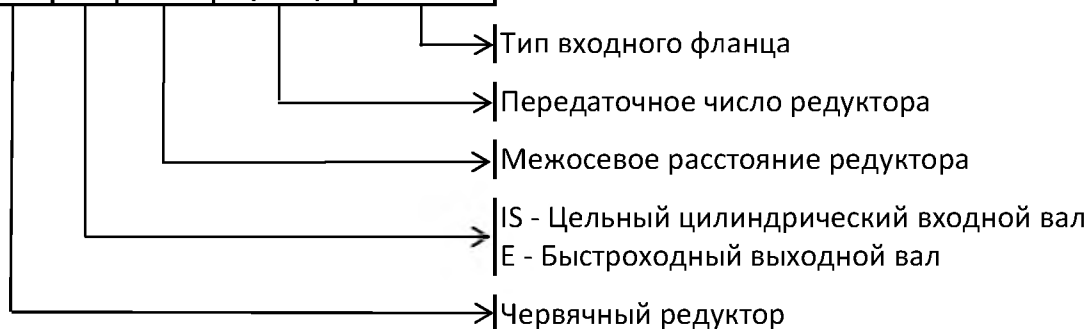 Тип входного фланца
Передаточное число редуктора
Межосевое расстояние редуктора
IS - Цельный цилиндрический входной вал
E - Быстроходный выходной вал
Червячный редуктор